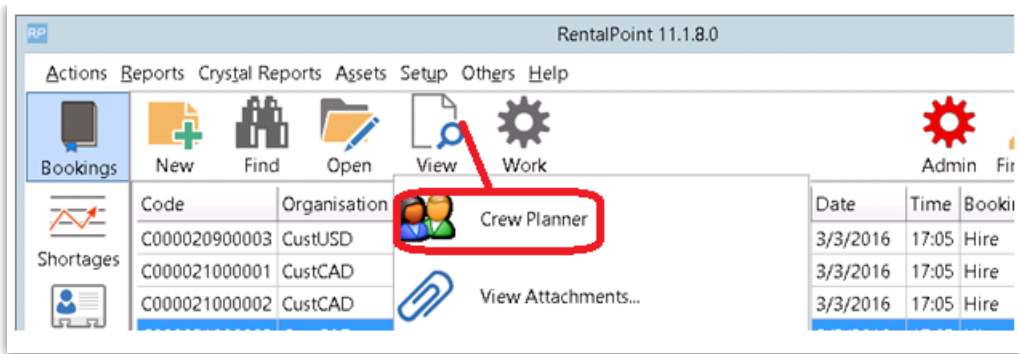 RP RentalPoint 11.1.8.0
Actions Reports Crystal Reports Assets Setup Others Help
Bookings New Find Open View Work Admin
Code Organisation Crew Planner Date Time
Shortages
C000020900003 CustUSD 3/3/2016 17:05 Hire
C000021000001 CustCAD 3/3/2016 17:05 Hire
C000021000002 CustCAD View Attachments... 3/3/2016 17:05 Hire